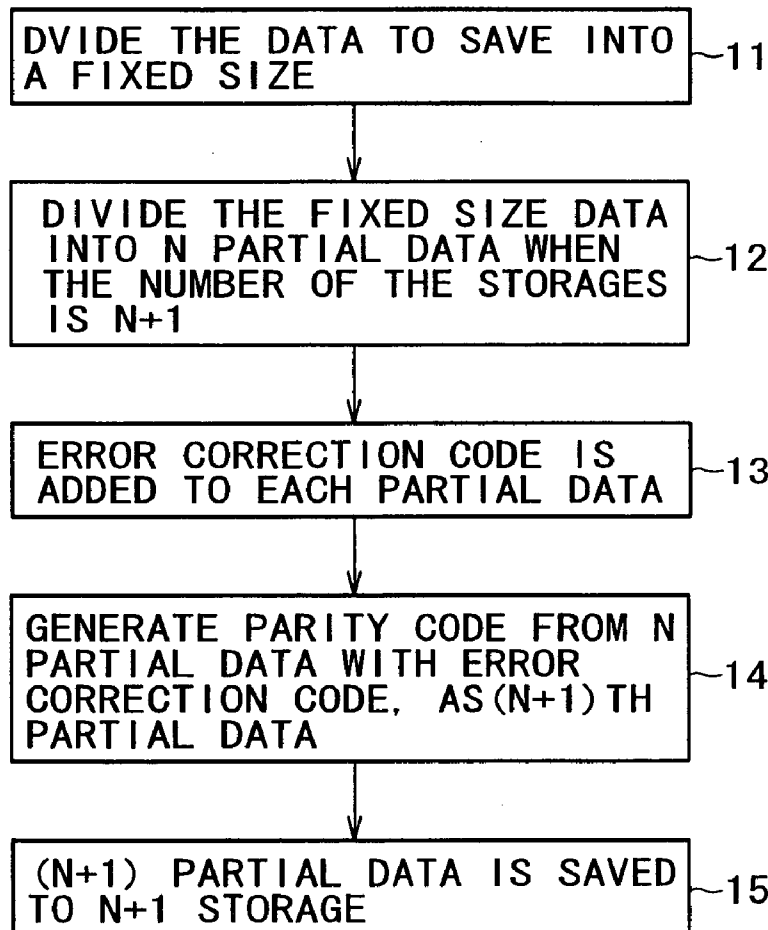 DVIDE THE DATA TO SAVE INTO
A FIXED SIZE
11
DIVIDE THE FIXED SIZE DATA
INTO N PARTIAL DATA WHEN
THE NUMBER OF THE STORAGES
IS N+1
12
ERROR CORRECTION CODE IS
ADDED TO EACH PARTIAL DATA
13
GENERATE PARITY CODE FROM N
PARTIAL DATA WITH ERROR
CORRECTION CODE, AS(N+1)TH
PARTIAL DATA
14
(N+1) PARTIAL DATA IS SAVED
TO N+1 STORAGE
15